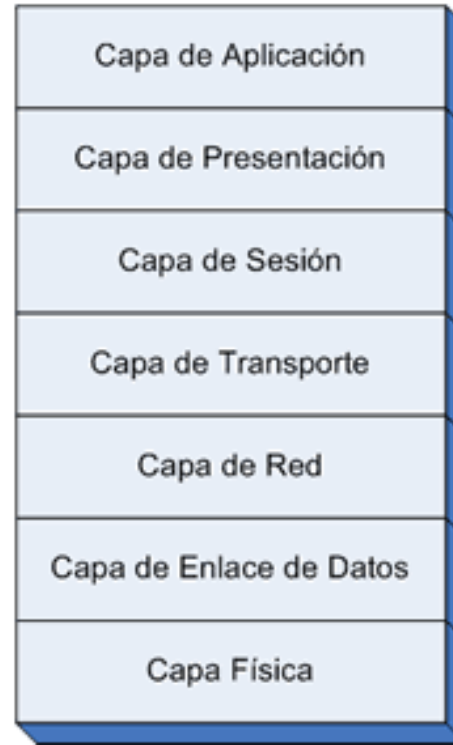 Capa de Aplicación
Capa de Presentación
Capa de Sesión
Capa de Transporte
Capa de Red
Capa de Enlace de Datos
Capa Física